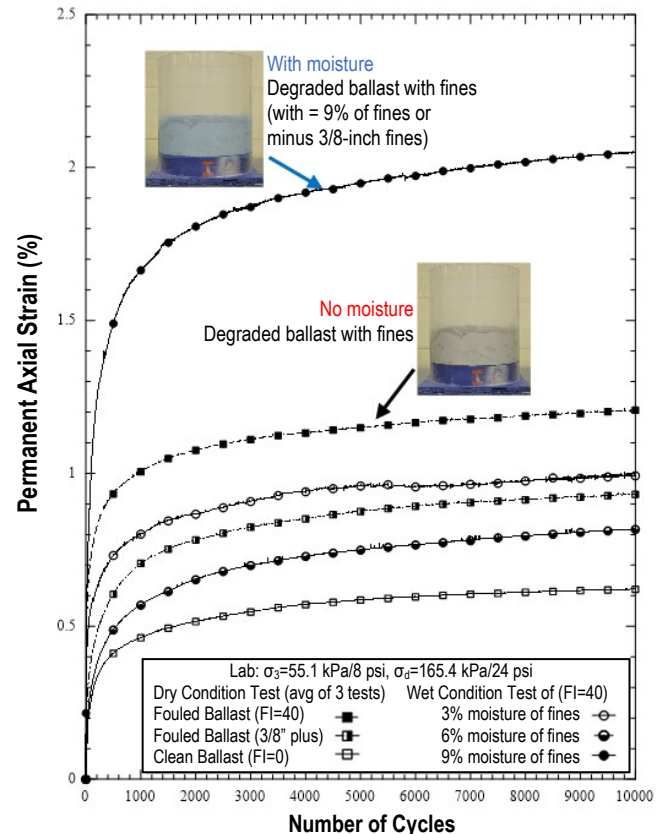 2.5
2
1.5
1
0.5
0
Permanent Axial Strain (%)
With moisture
Degraded ballast with fines
(with = 9% of fines or
minus 3/8-inch fines)
No moisture
Degraded ballast with fines
Lab: σ3=55.1 kPa/8 psi, σd=165.4 kPa/24 psi
Dry Condition Test (avg of 3 tests) Wet Condition Test of (FI=40)
Fouled Ballast (FI=40) 3% moisture of fines
Fouled Ballast (3/8" plus) 6% moisture of fines
Clean Ballast (FI=0) 9% moisture of fines
0 1000 2000 3000 4000 5000 6000 7000 8000 9000 10000
Number of Cycles